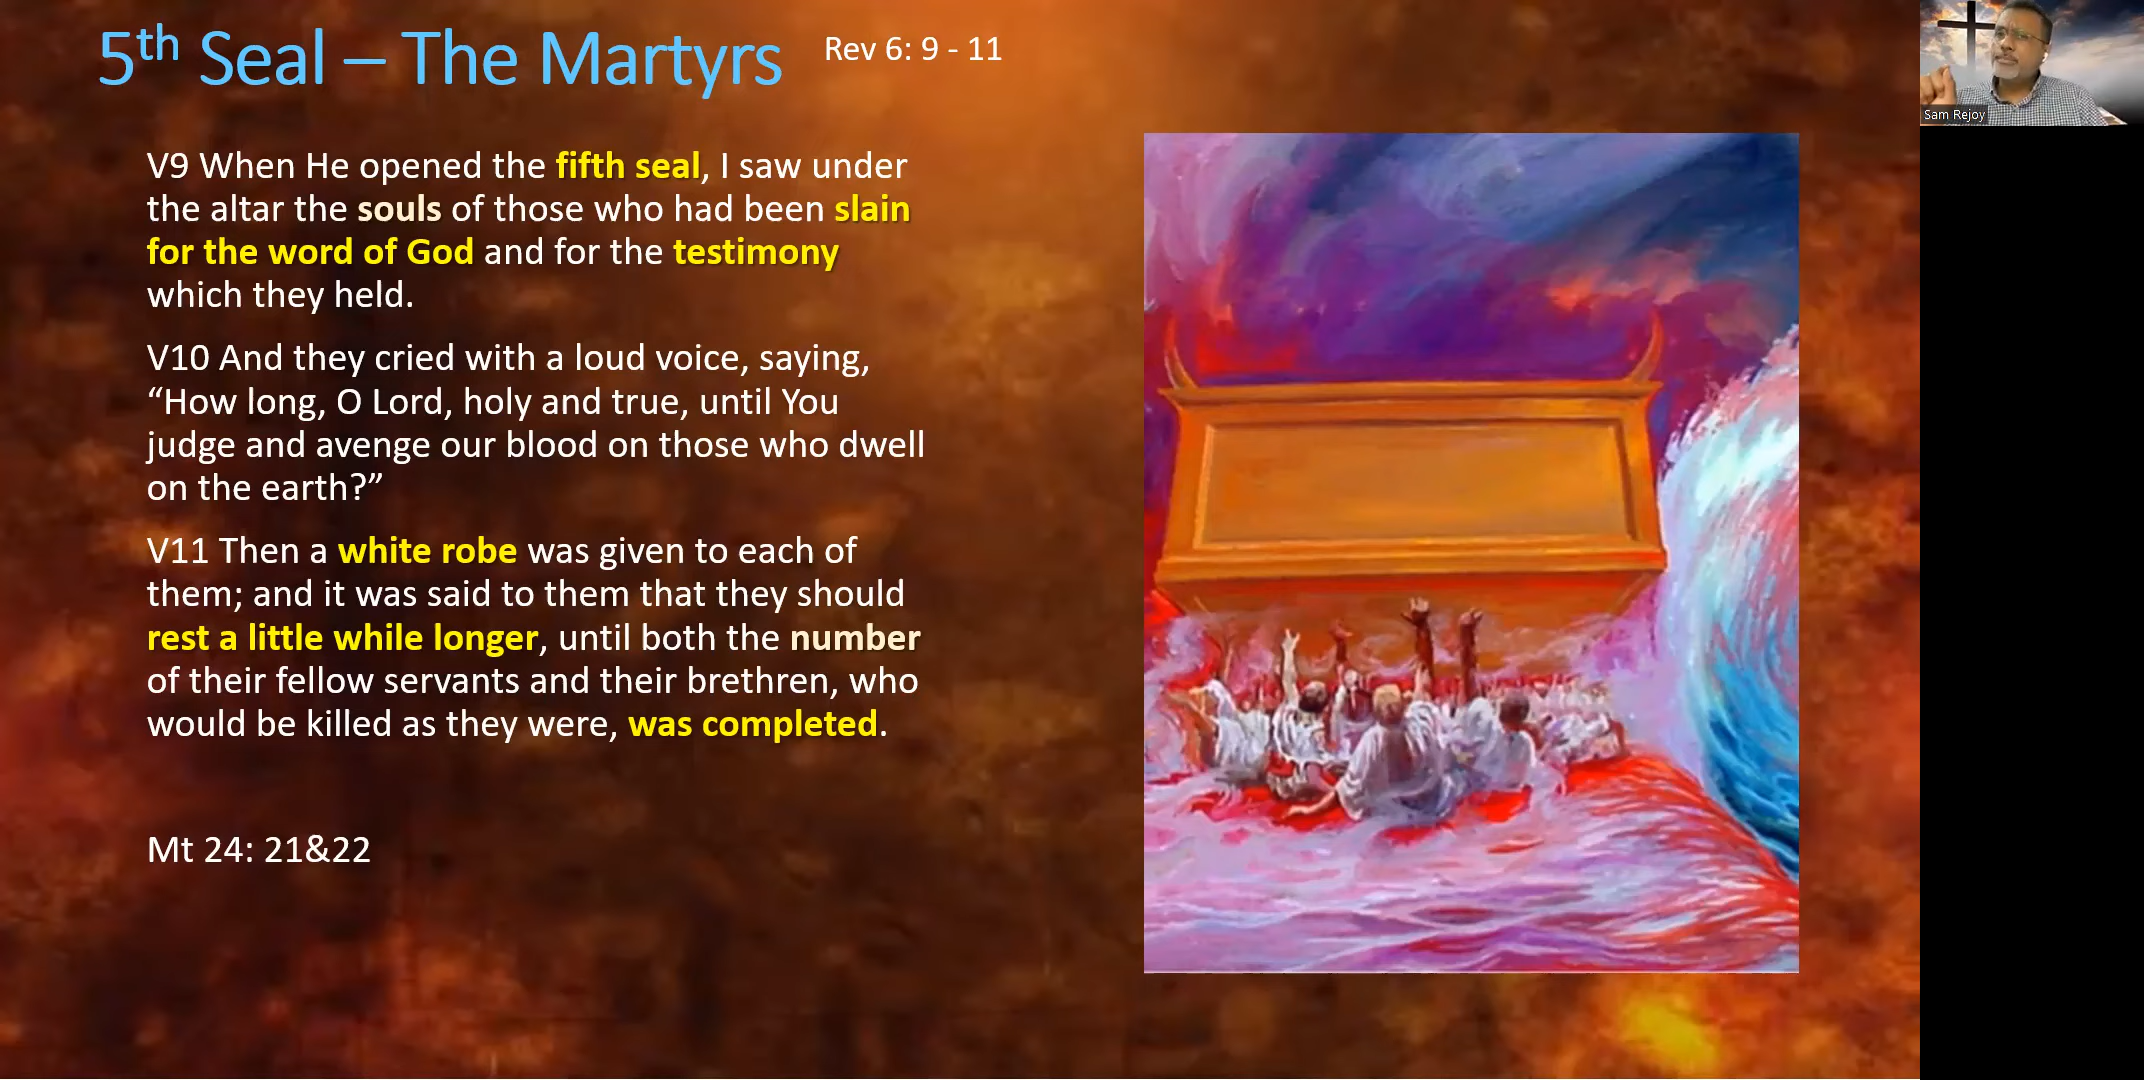 5th Seal – The Martyrs
Rev 6: 9 - 11
V9 When He opened the fifth seal, I saw under
the altar the souls of those who had been slain
for the word of God and for the testimony
which they held.
V10 And they cried with a loud voice, saying,
“How long, O Lord, holy and true, until You
judge and avenge our blood on those who dwell
on the earth?”
V11 Then a white robe was given to each of
them; and it was said to them that they should
rest a little while longer, until both the number
of their fellow servants and their brethren, who
would be killed as they were, was completed.
Mt 24: 21&22
Sam Rejoy